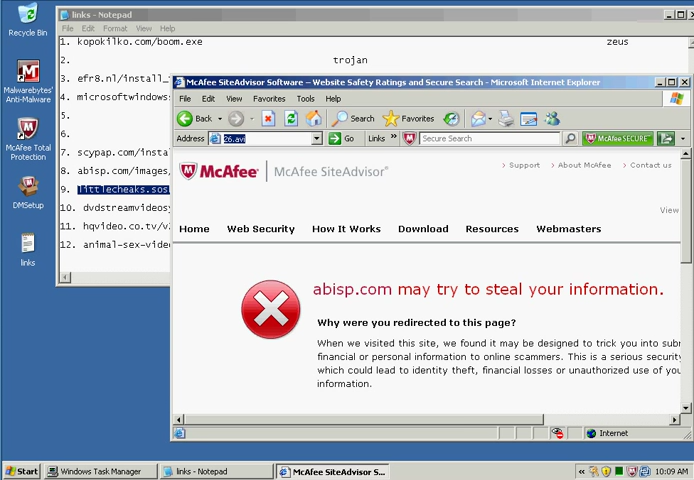 Recycle Bin
Malwarebytes' Anti-Malware
McAfee Total Protection
DMSetup
links
links - Notepad
File Edit Format View Help
1. kopokilko.com/boom.exe zeus
2. trojan
3. efr8.nl/install_
4. microsoftwindows
5.
6.
7. scypap.com/insta
8. abisp.com/images
9. littlecheaks.sos
10. dvdstreamvideos
11. hqvideo.co.tv/v
12. animal-sex-vide
McAfee SiteAdvisor Software – Website Safety Ratings and Secure Search - Microsoft Internet Explorer
File Edit View Favorites Tools Help
Back Search Favorites
Address 26.avi Go Links » Secure Search McAfee SECURE
McAfee | McAfee SiteAdvisor
› Support › About McAfee › Contact us
View
Home Web Security How It Works Download Resources Webmasters
abisp.com may try to steal your information.
Why were you redirected to this page?
When we visited this site, we found it may be designed to trick you into subm
financial or personal information to online scammers. This is a serious security
which could lead to identity theft, financial losses or unauthorized use of you
information.
Internet
Start Windows Task Manager links - Notepad McAfee SiteAdvisor S... « 10:09 AM